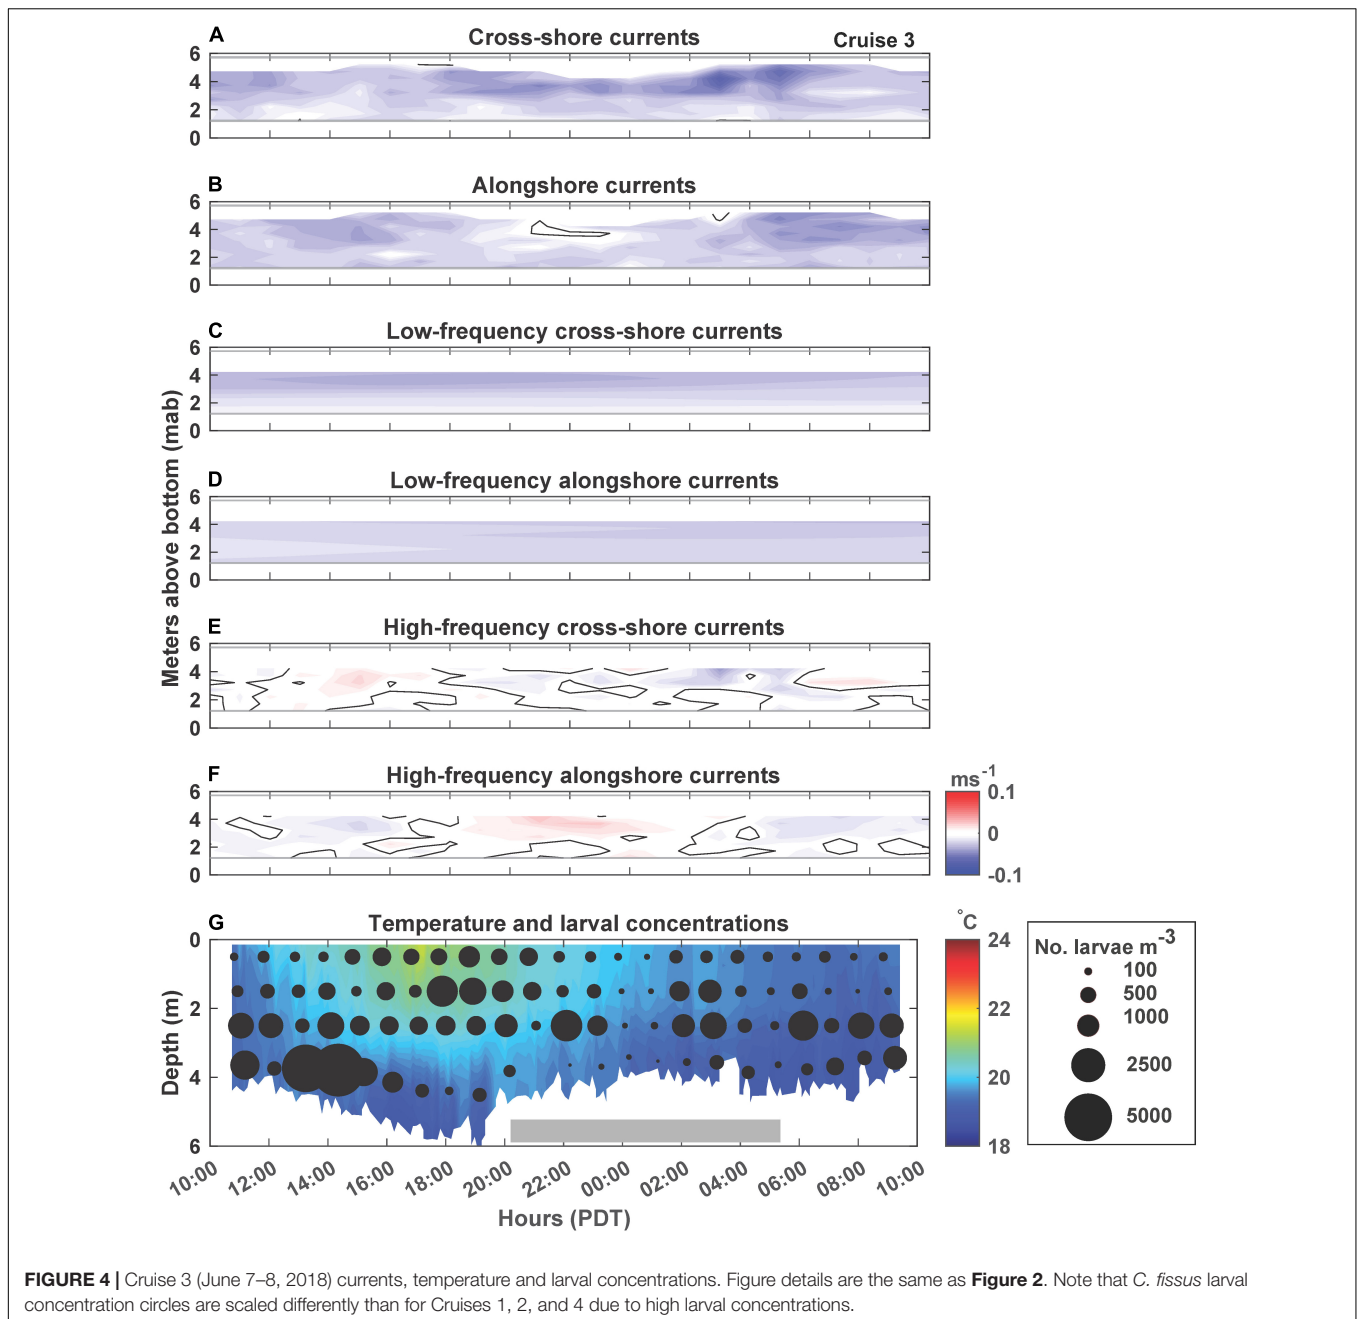 A
Cross-shore currents
Cruise 3
6
4
2
0
B
Alongshore currents
6
4
2
0
C
Low-frequency cross-shore currents
6
4
2
0
D
Low-frequency alongshore currents
6
4
2
0
E
High-frequency cross-shore currents
6
4
2
0
F
High-frequency alongshore currents
6
4
2
0
Meters above bottom (mab)
ms-1
0.1
0
-0.1
G
Temperature and larval concentrations
0
2
4
6
Depth (m)
10:00 12:00 14:00 16:00 18:00 20:00 22:00 00:00 02:00 04:00 06:00 08:00 10:00
Hours (PDT)
°C
24
22
20
18
No. larvae m-3
100
500
1000
2500
5000
FIGURE 4 | Cruise 3 (June 7–8, 2018) currents, temperature and larval concentrations. Figure details are the same as Figure 2. Note that C. fissus larval
concentration circles are scaled differently than for Cruises 1, 2, and 4 due to high larval concentrations.